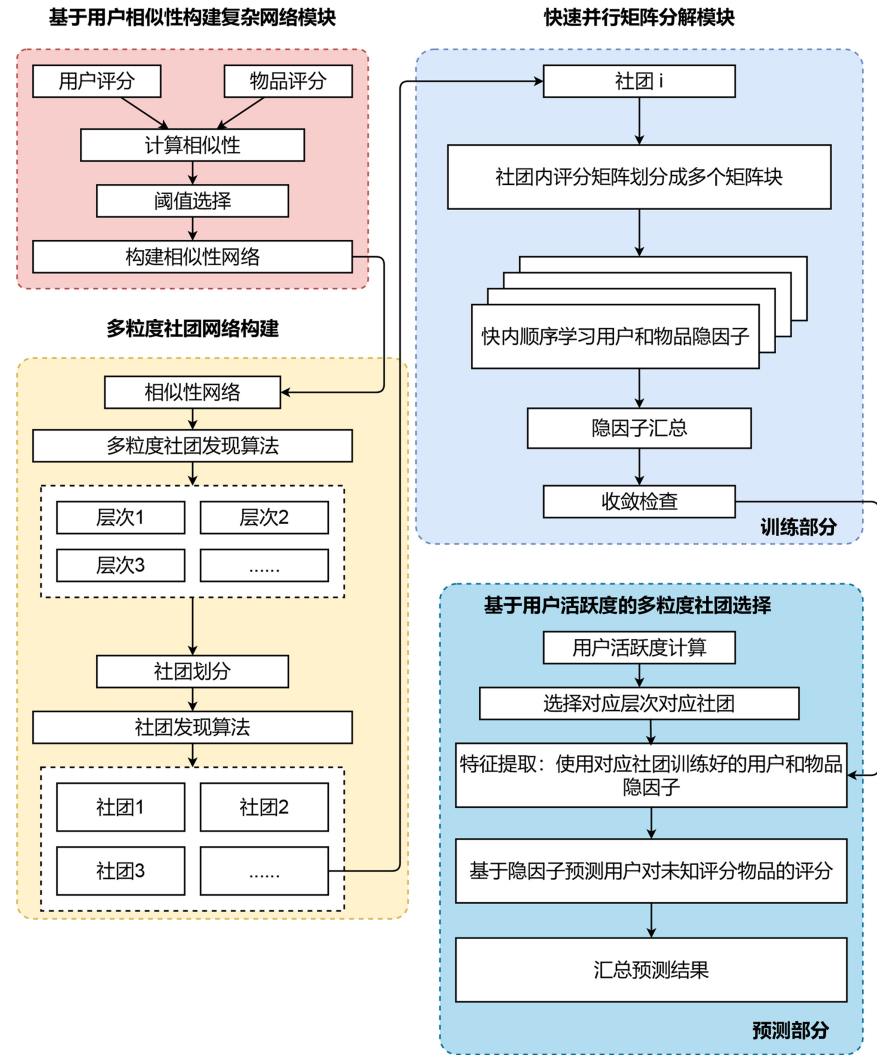 基于用户相似性构建复杂网络模块
用户评分
物品评分
计算相似性
阈值选择
构建相似性网络
多粒度社团网络构建
相似性网络
多粒度社团发现算法
层次1
层次2
层次3
......
社团划分
社团发现算法
社团1
社团2
社团3
......
快速并行矩阵分解模块
社团 i
社团内评分矩阵划分成多个矩阵块
快内顺序学习用户和物品隐因子
隐因子汇总
收敛检查
训练部分
基于用户活跃度的多粒度社团选择
用户活跃度计算
选择对应层次对应社团
特征提取：使用对应社团训练好的用户和物品
隐因子
基于隐因子预测用户对未知评分物品的评分
汇总预测结果
预测部分